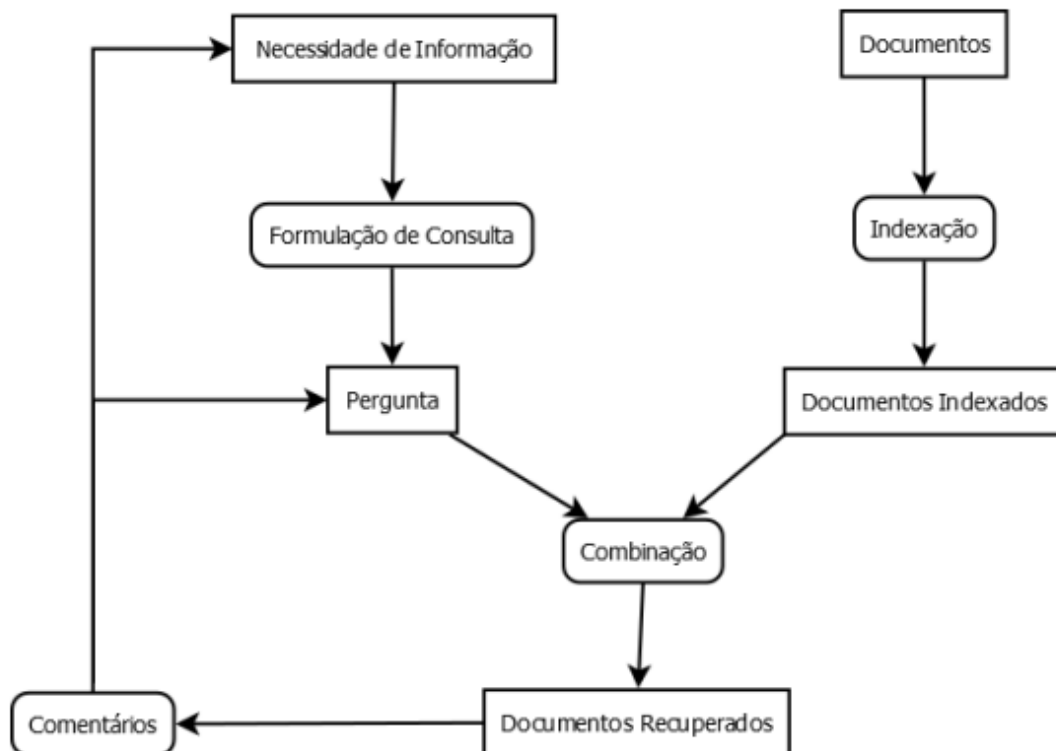 Necessidade de Informação
Documentos
Formulação de Consulta
Indexação
Pergunta
Documentos Indexados
Combinação
Comentários
Documentos Recuperados